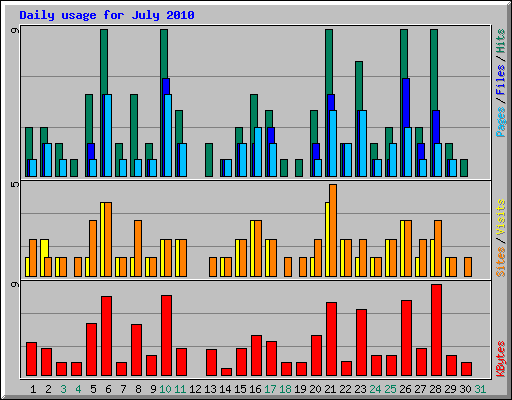 Daily usage for July 2010
9
Pages / Files / Hits
5
Sites / Visits
9
KBytes
1 2 3 4 5 6 7 8 9 10 11 12 13 14 15 16 17 18 19 20 21 22 23 24 25 26 27 28 29 30 31